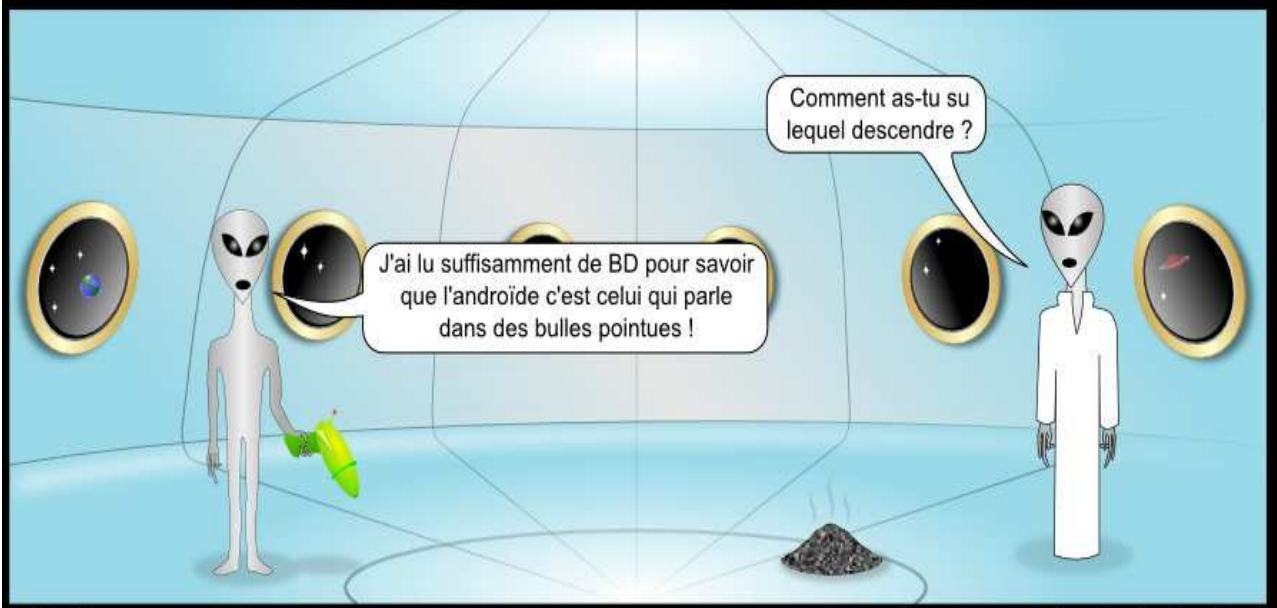 Comment as-tu su
lequel descendre ?
J'ai lu suffisamment de BD pour savoir
que l'androïde c'est celui qui parle
dans des bulles pointues !